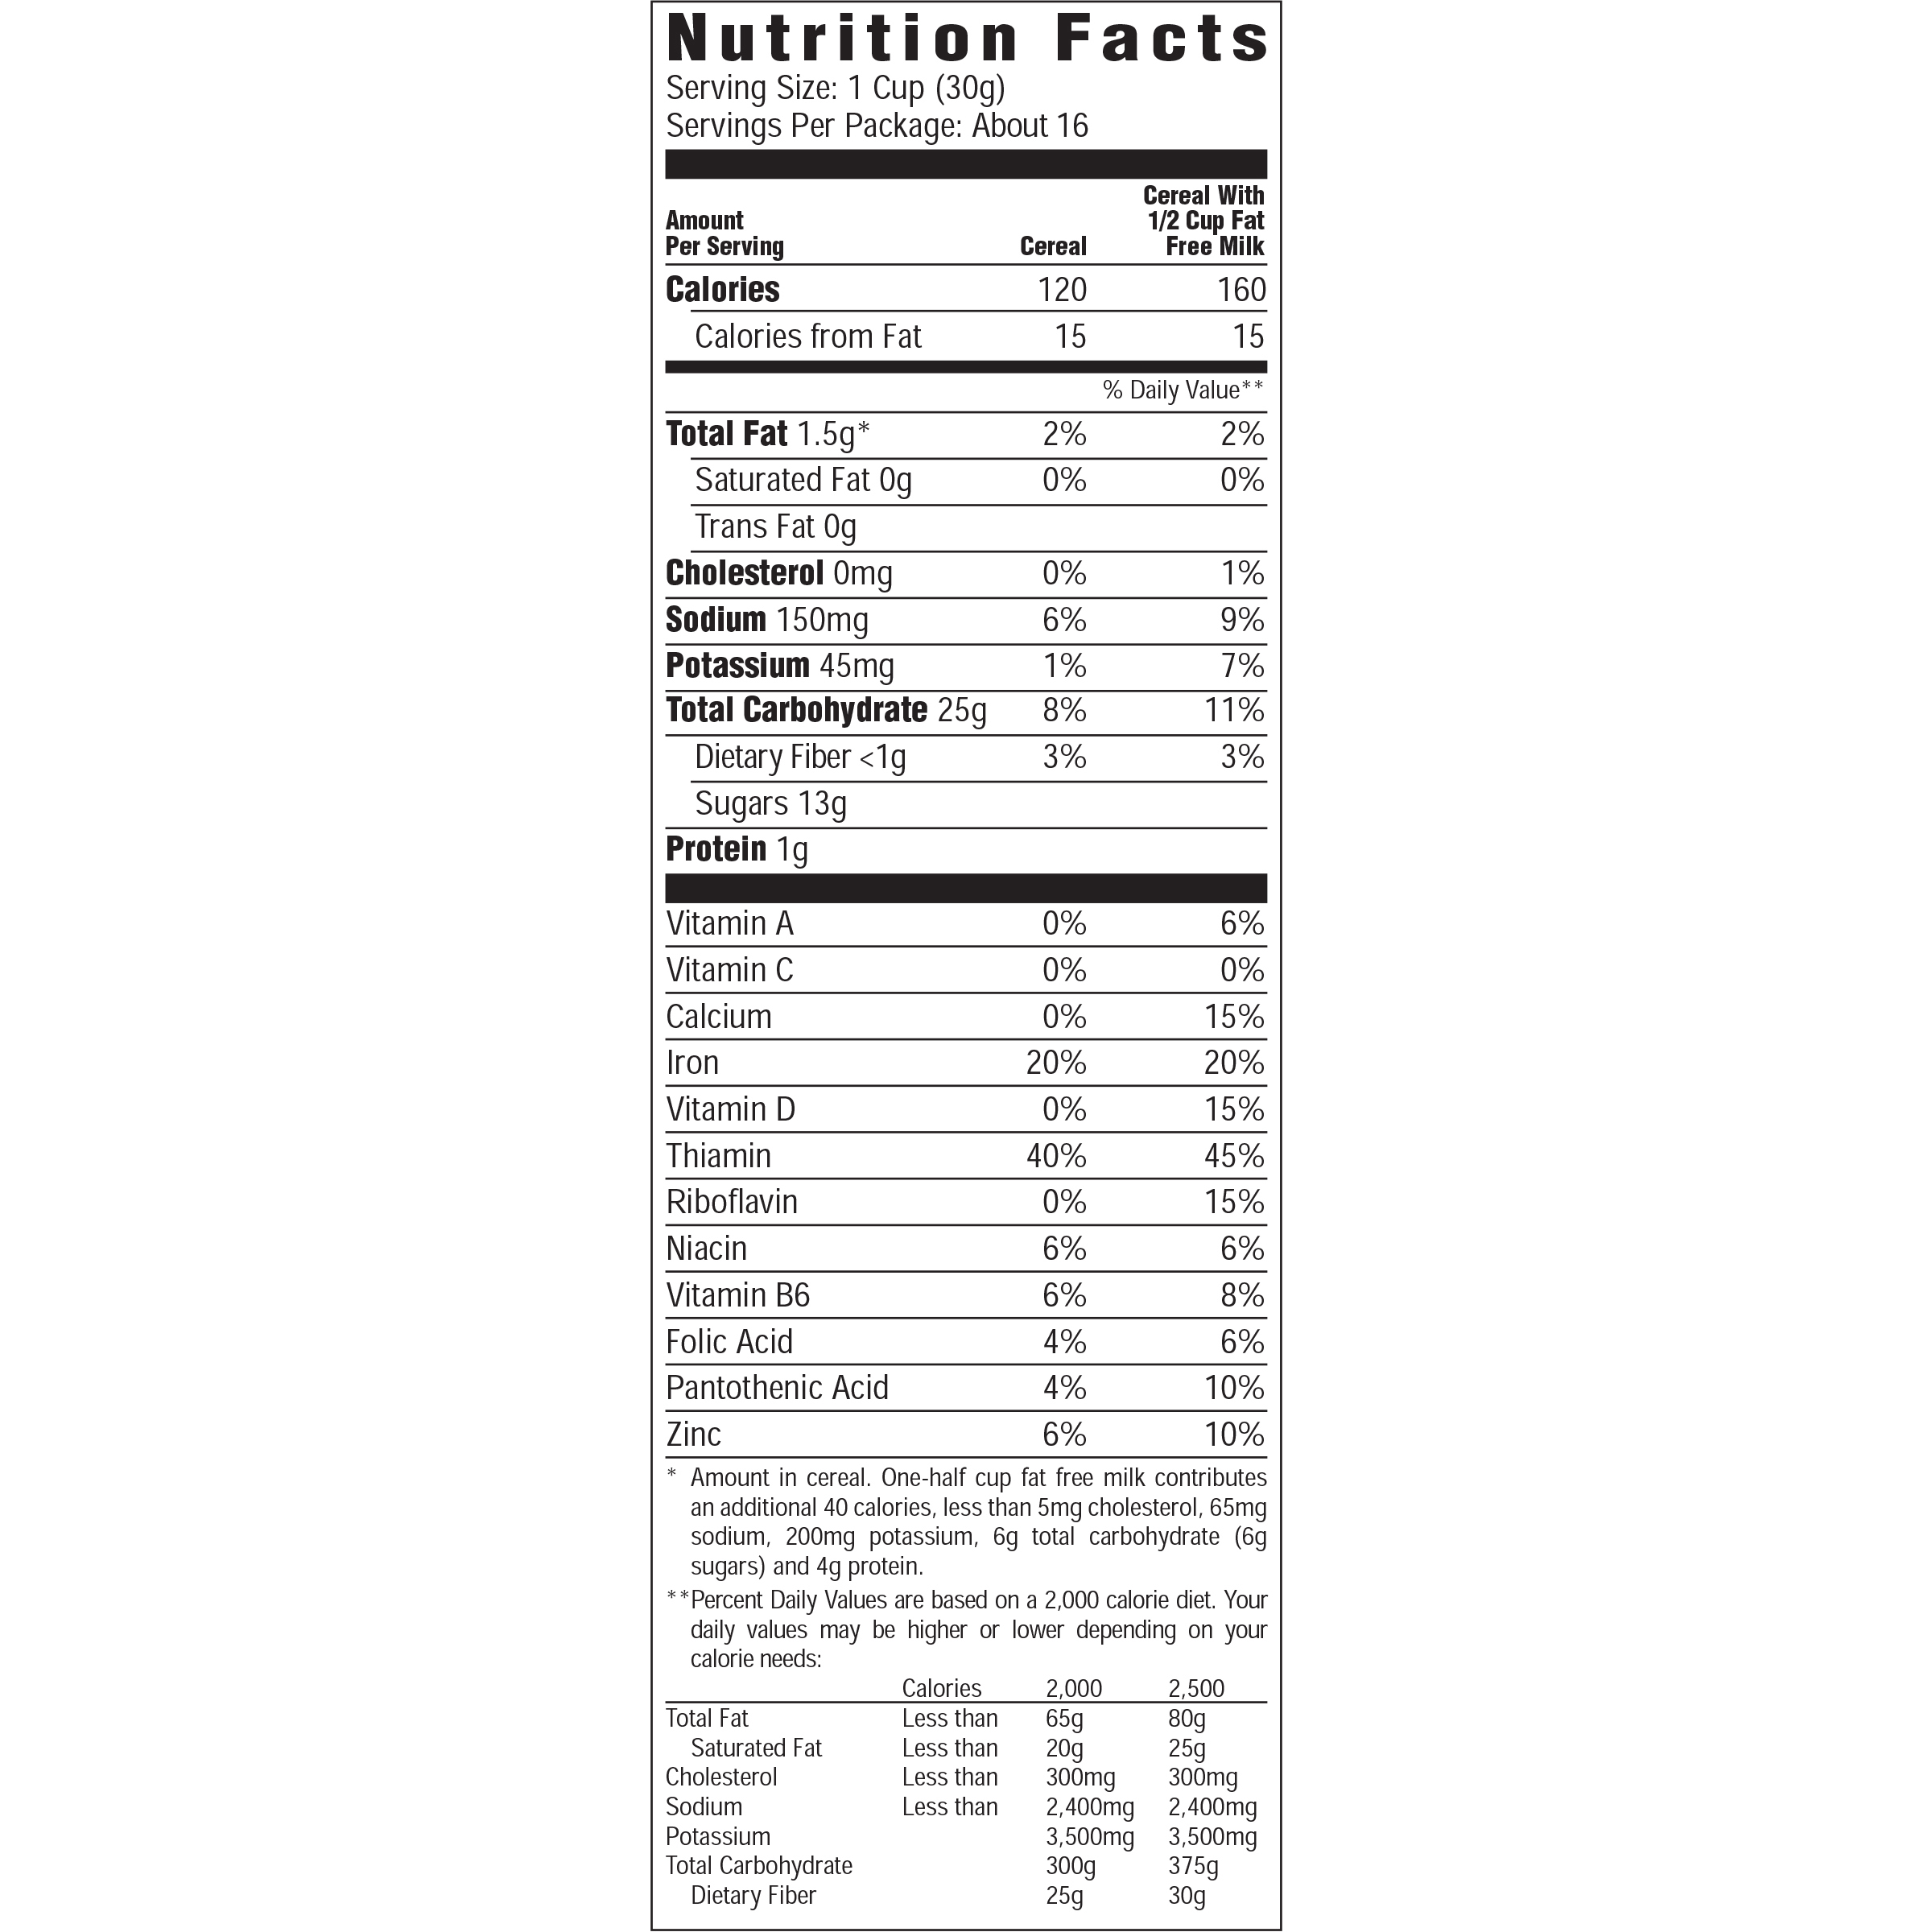 Nutrition Facts
Serving Size: 1 Cup (30g)
Servings Per Package: About 16
Amount Per Serving Cereal Cereal With 1/2 Cup Fat Free Milk
Calories 120 160
Calories from Fat 15 15
% Daily Value**
Total Fat 1.5g* 2% 2%
Saturated Fat 0g 0% 0%
Trans Fat 0g
Cholesterol 0mg 0% 1%
Sodium 150mg 6% 9%
Potassium 45mg 1% 7%
Total Carbohydrate 25g 8% 11%
Dietary Fiber <1g 3% 3%
Sugars 13g
Protein 1g
Vitamin A 0% 6%
Vitamin C 0% 0%
Calcium 0% 15%
Iron 20% 20%
Vitamin D 0% 15%
Thiamin 40% 45%
Riboflavin 0% 15%
Niacin 6% 6%
Vitamin B6 6% 8%
Folic Acid 4% 6%
Pantothenic Acid 4% 10%
Zinc 6% 10%
* Amount in cereal. One-half cup fat free milk contributes
an additional 40 calories, less than 5mg cholesterol, 65mg
sodium, 200mg potassium, 6g total carbohydrate (6g
sugars) and 4g protein.
**Percent Daily Values are based on a 2,000 calorie diet. Your
daily values may be higher or lower depending on your
calorie needs:
Calories 2,000 2,500
Total Fat Less than 65g 80g
Saturated Fat Less than 20g 25g
Cholesterol Less than 300mg 300mg
Sodium Less than 2,400mg 2,400mg
Potassium 3,500mg 3,500mg
Total Carbohydrate 300g 375g
Dietary Fiber 25g 30g